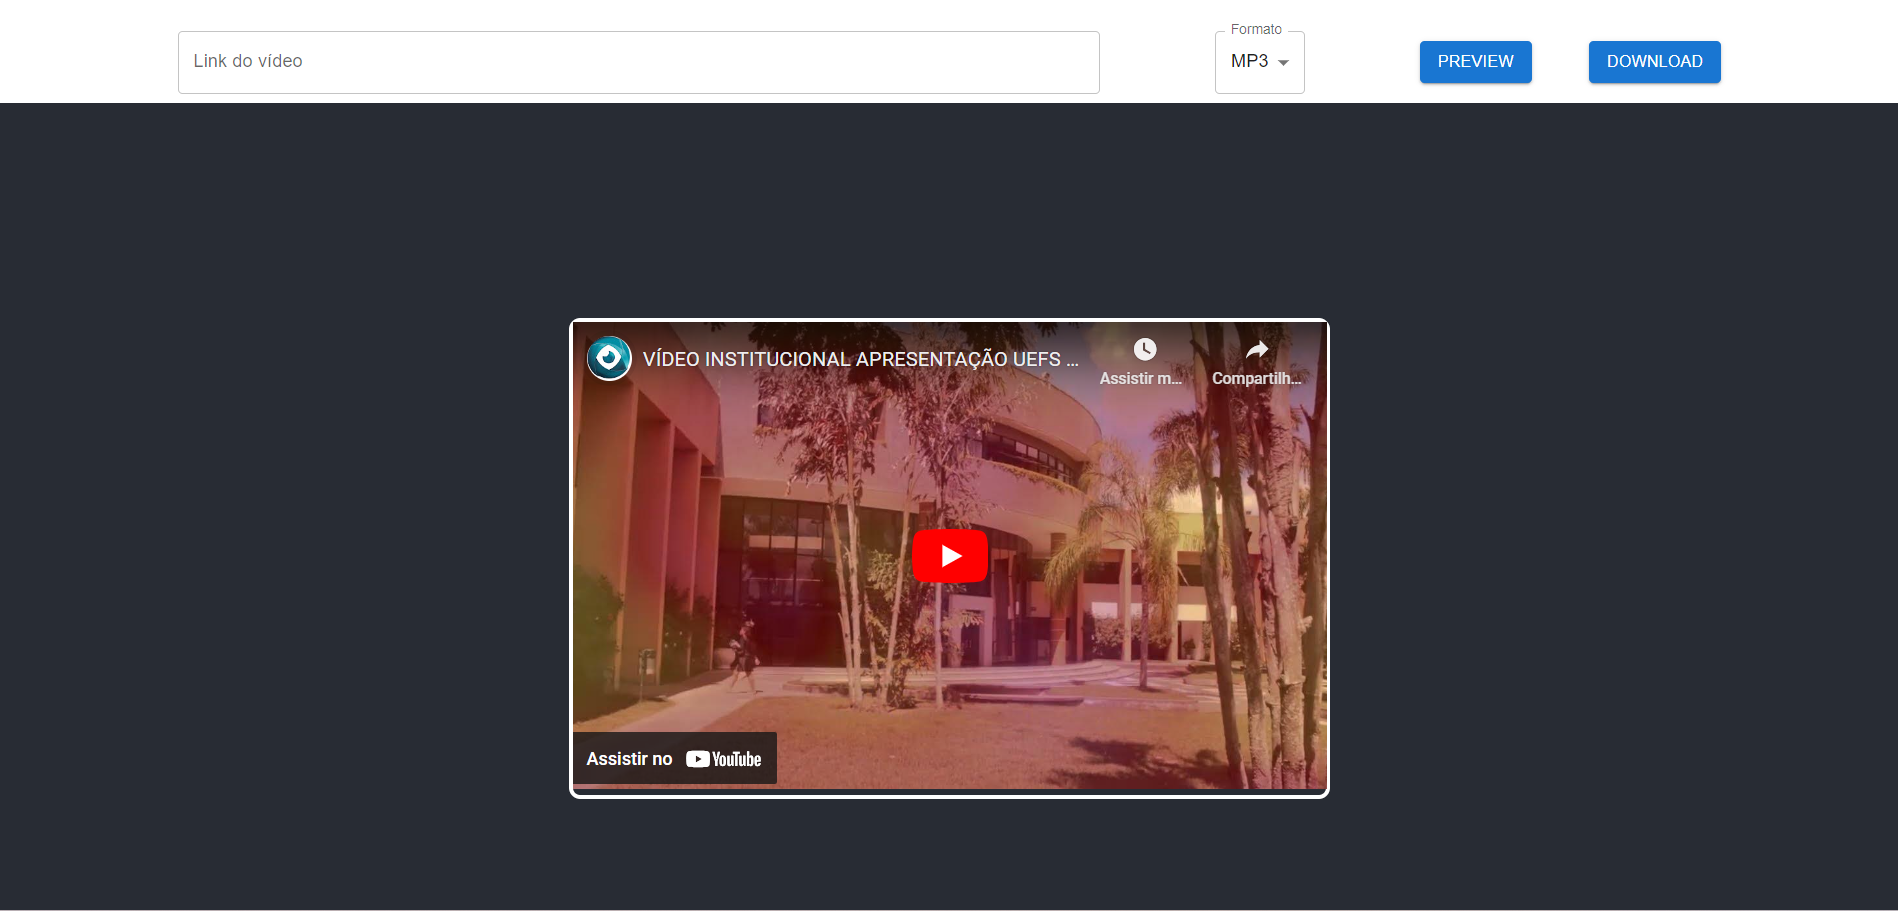 Formato
Link do vídeo
MP3
PREVIEW
DOWNLOAD
VÍDEO INSTITUCIONAL APRESENTAÇÃO UEFS ...
Assistir m...
Compartilh...
Assistir no YouTube